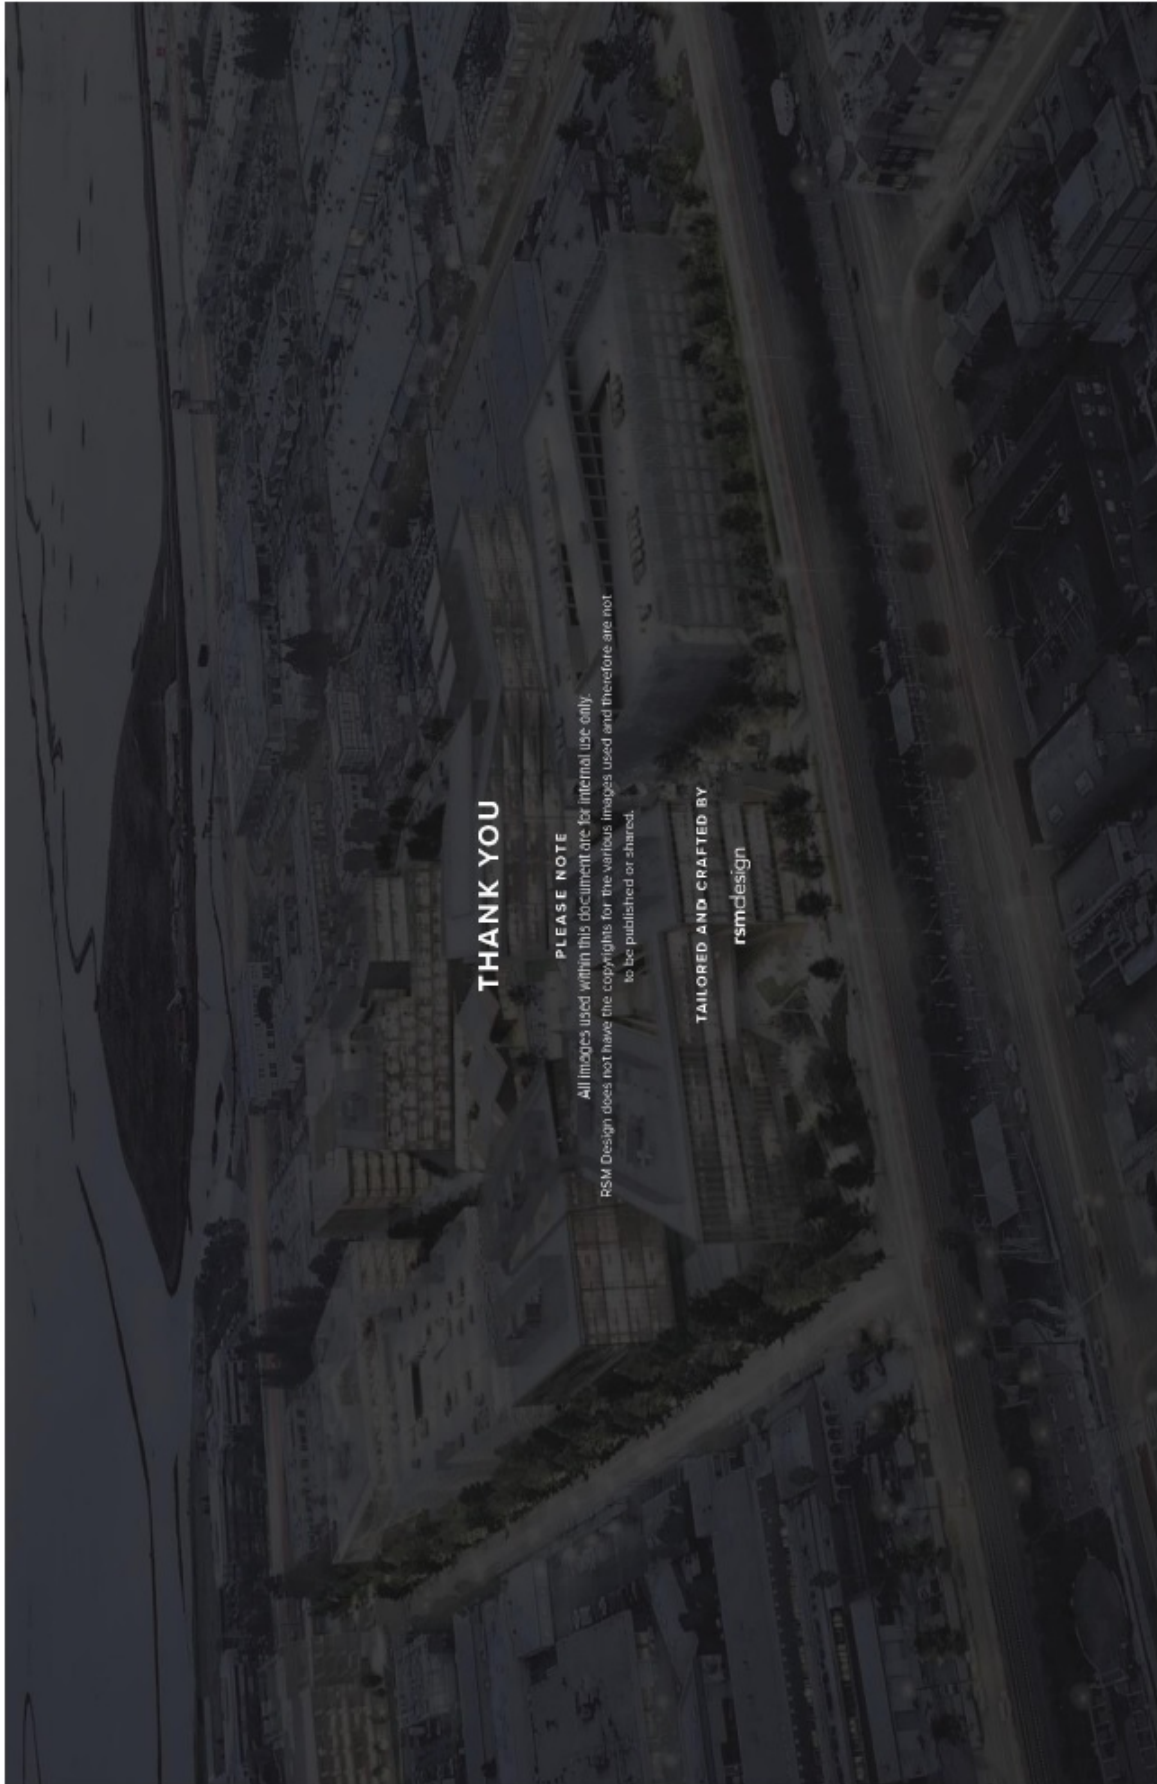 THANK YOU
PLEASE NOTE
All images used within this document are for internal use only.
RSM Design does not have the copyrights for the various images used and therefore are not
to be published or shared.
TAILORED AND CRAFTED BY
rsmdesign